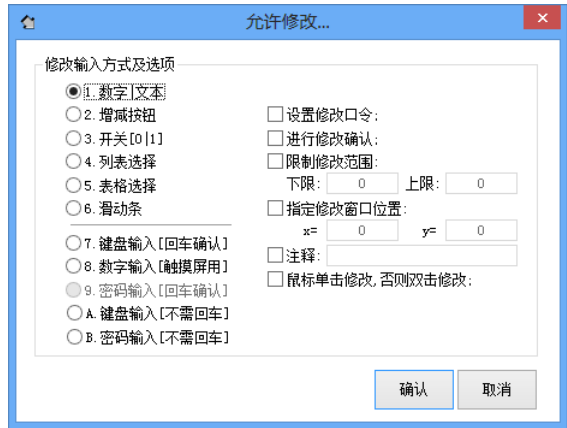 允许修改...
修改输入方式及选项
1.数字|文本
2.增减按钮
3.开关[0|1]
4.列表选择
5.表格选择
6.滑动条
7.键盘输入[回车确认]
8.数字输入[触摸屏用]
9.密码输入[回车确认]
A.键盘输入[不需回车]
B.密码输入[不需回车]
设置修改口令;
进行修改确认;
限制修改范围:
下限: 0 上限: 0
指定修改窗口位置:
x= 0 y= 0
注释:
鼠标单击修改,否则双击修改;
确认 取消